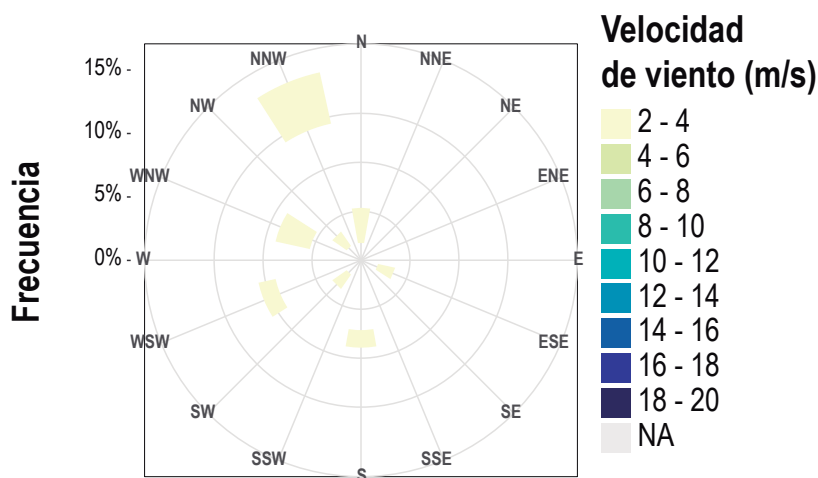 Velocidad
de viento (m/s)
2 - 4
4 - 6
6 - 8
8 - 10
10 - 12
12 - 14
14 - 16
16 - 18
18 - 20
NA
Frecuencia
15%
10%
5%
0%
N
NNE
NE
ENE
E
ESE
SE
SSE
S
SSW
SW
WSW
W
WNW
NW
NNW